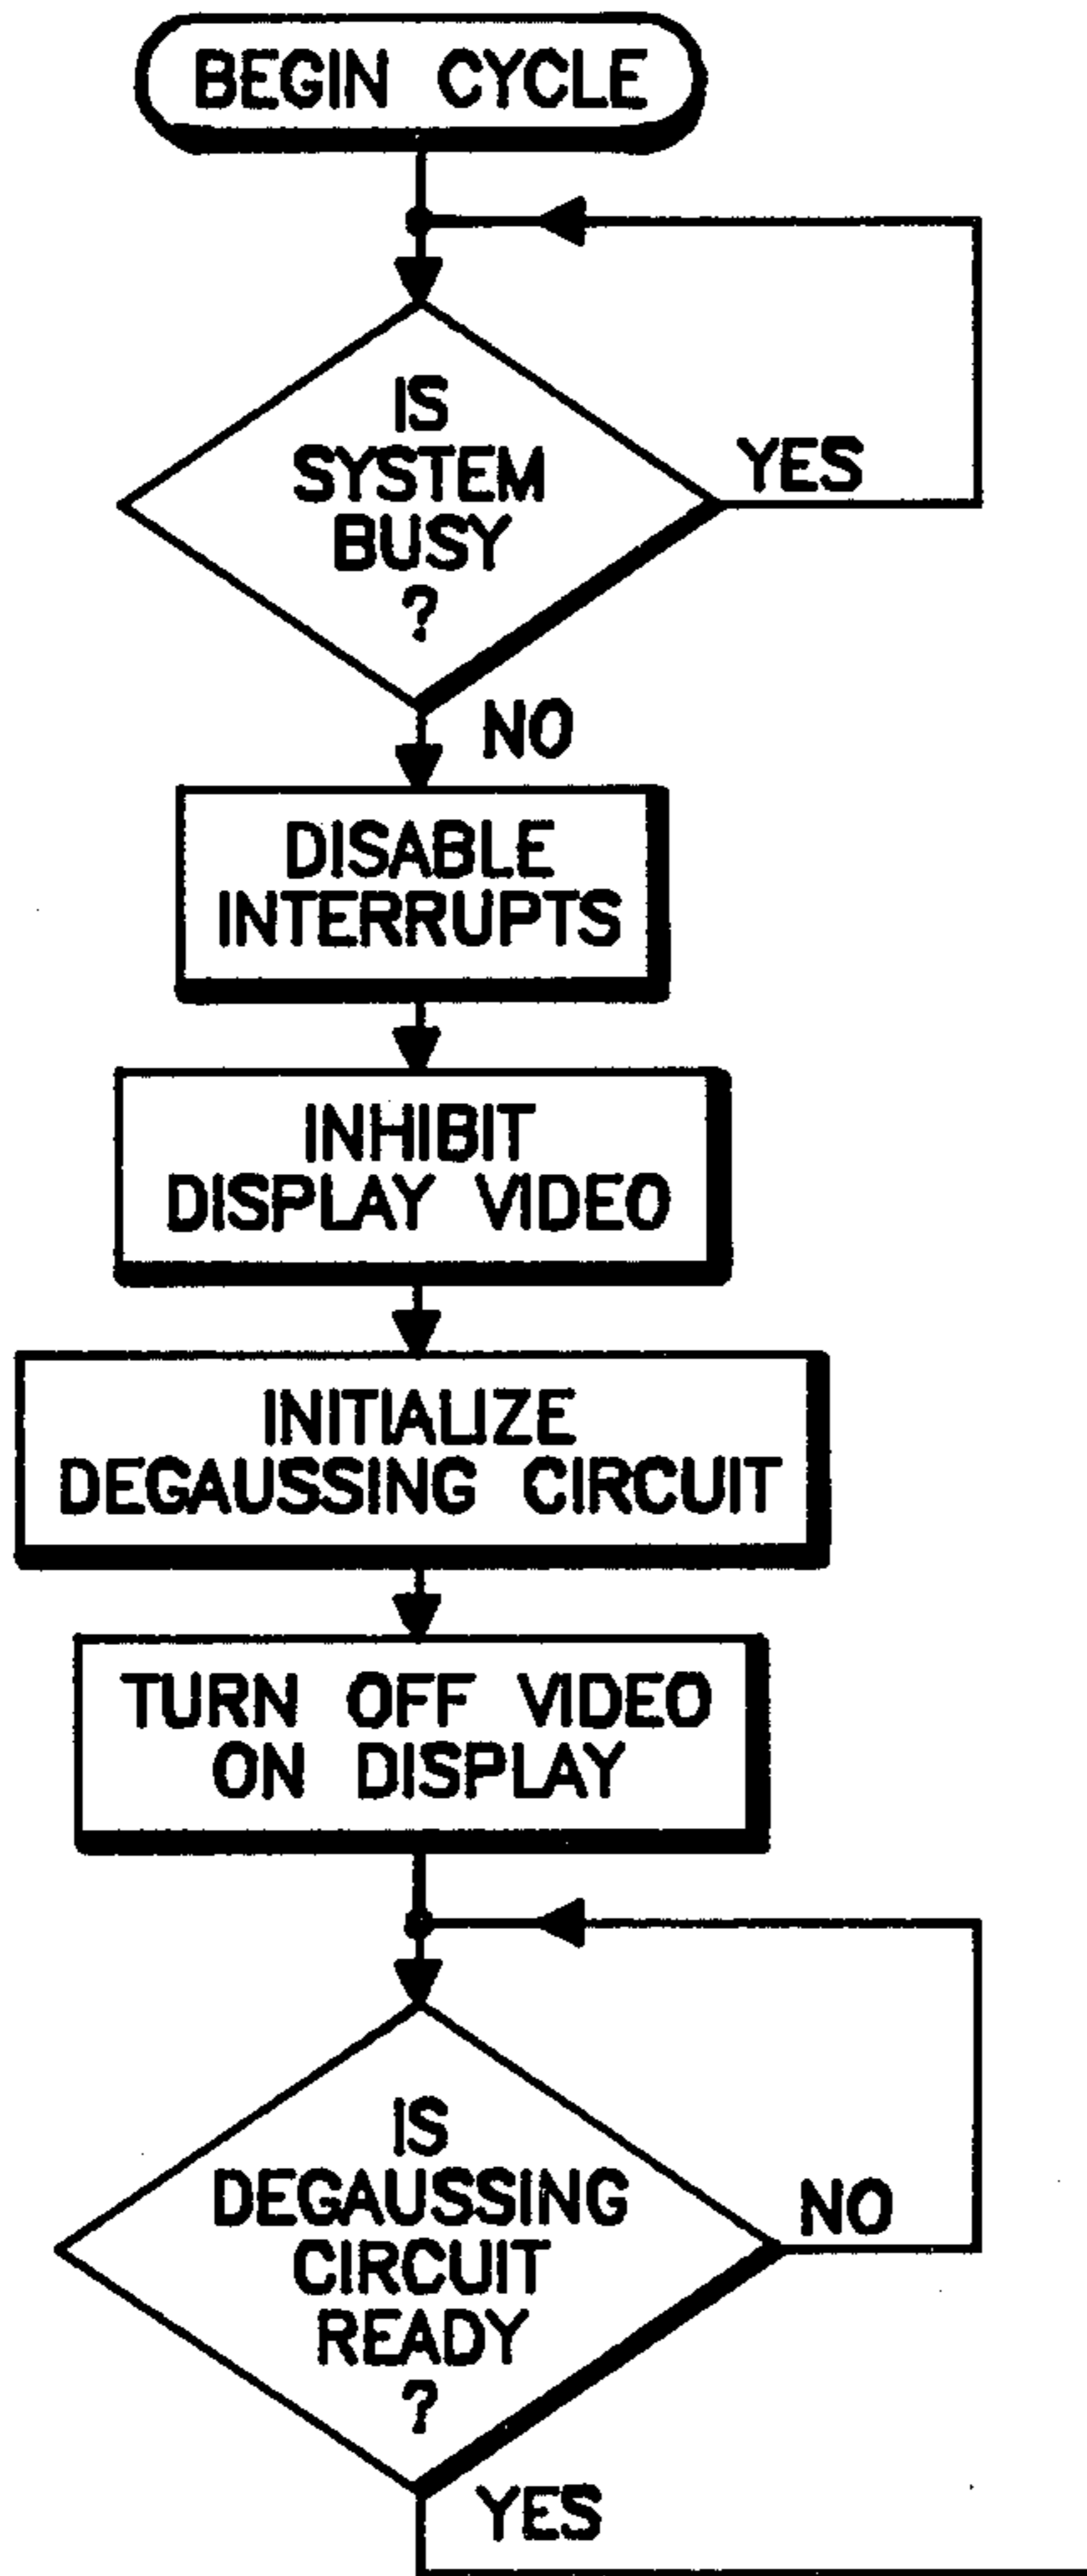 BEGIN CYCLE
IS
SYSTEM
BUSY
?
YES
NO
DISABLE
INTERRUPTS
INHIBIT
DISPLAY VIDEO
INITIALIZE
DEGAUSSING CIRCUIT
TURN OFF VIDEO
ON DISPLAY
IS
DEGAUSSING
CIRCUIT
READY
?
NO
YES